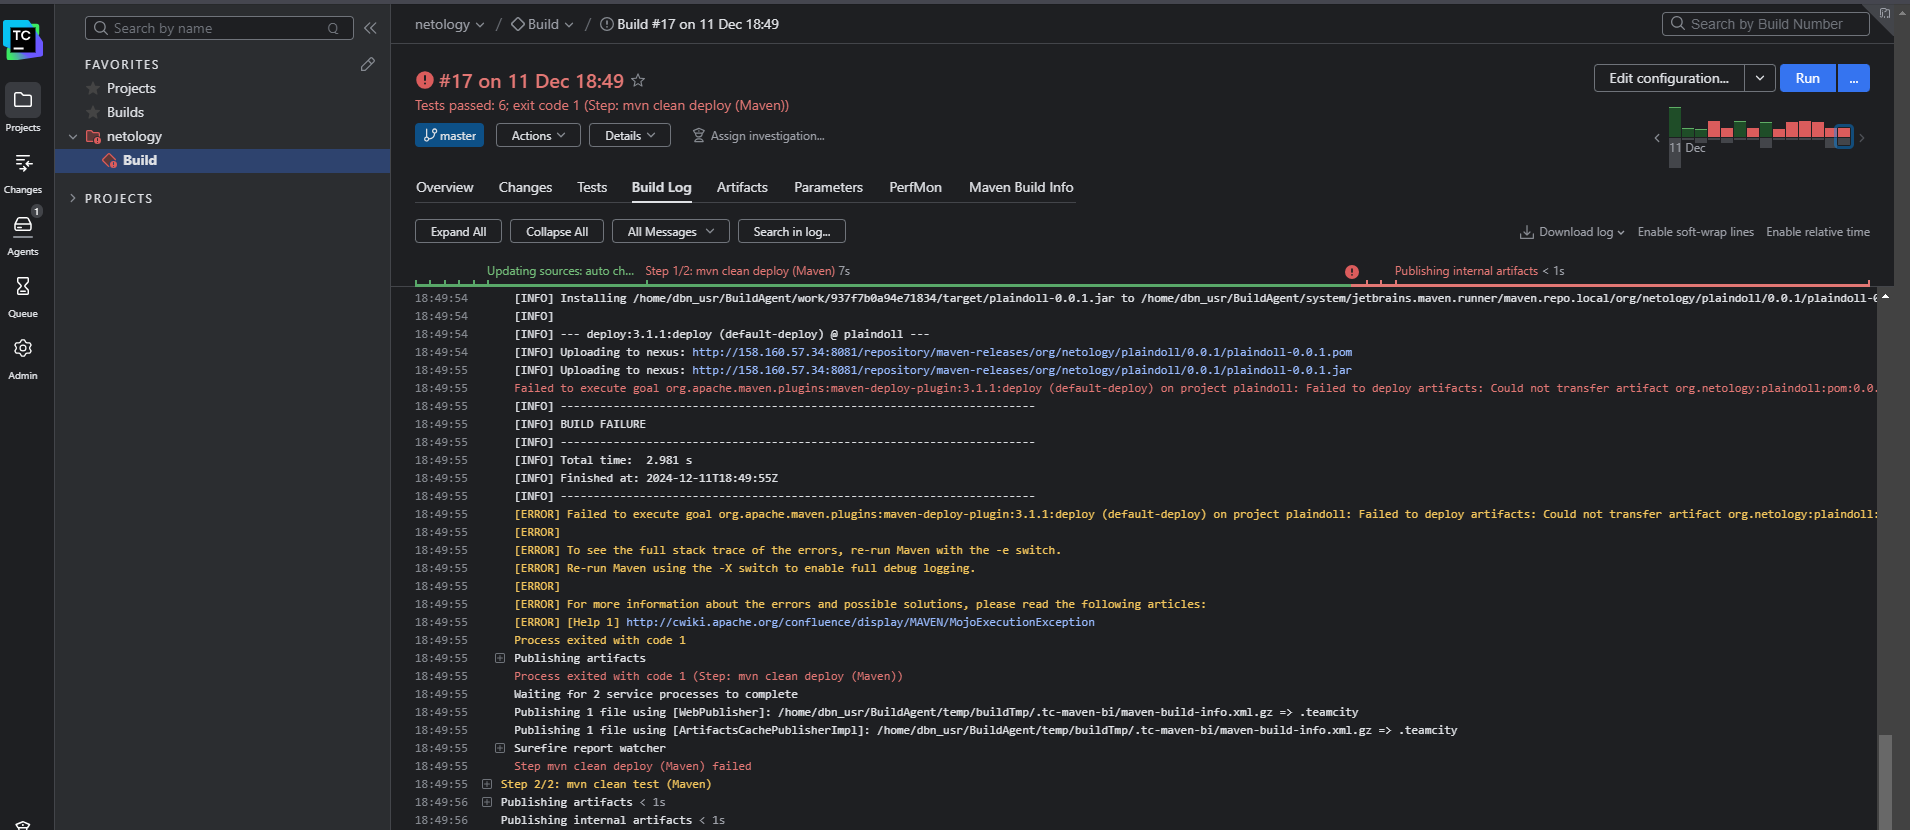 TC
Projects
Changes
1
Agents
Queue
Admin
Search by name
Q
FAVORITES
Projects
Builds
netology
Build
PROJECTS
netology / Build / Build #17 on 11 Dec 18:49
Search by Build Number
#17 on 11 Dec 18:49
Edit configuration...
Run
...
Tests passed: 6; exit code 1 (Step: mvn clean deploy (Maven))
master
Actions
Details
Assign investigation...
11 Dec
Overview Changes Tests Build Log Artifacts Parameters PerfMon Maven Build Info
Expand All Collapse All All Messages Search in log...
Download log Enable soft-wrap lines Enable relative time
Updating sources: auto ch... Step 1/2: mvn clean deploy (Maven) 7s Publishing internal artifacts < 1s
18:49:54 [INFO] Installing /home/dbn_usr/BuildAgent/work/937f7b0a94e71834/target/plaindoll-0.0.1.jar to /home/dbn_usr/BuildAgent/system/jetbrains.maven.runner/maven.repo.local/org/netology/plaindoll/0.0.1/plaindoll-
18:49:54 [INFO]
18:49:54 [INFO] --- deploy:3.1.1:deploy (default-deploy) @ plaindoll ---
18:49:54 [INFO] Uploading to nexus: http://158.160.57.34:8081/repository/maven-releases/org/netology/plaindoll/0.0.1/plaindoll-0.0.1.pom
18:49:55 [INFO] Uploading to nexus: http://158.160.57.34:8081/repository/maven-releases/org/netology/plaindoll/0.0.1/plaindoll-0.0.1.jar
18:49:55 Failed to execute goal org.apache.maven.plugins:maven-deploy-plugin:3.1.1:deploy (default-deploy) on project plaindoll: Failed to deploy artifacts: Could not transfer artifact org.netology:plaindoll:pom:0.0.
18:49:55 [INFO] ------------------------------------------------------------------------
18:49:55 [INFO] BUILD FAILURE
18:49:55 [INFO] ------------------------------------------------------------------------
18:49:55 [INFO] Total time:  2.981 s
18:49:55 [INFO] Finished at: 2024-12-11T18:49:55Z
18:49:55 [INFO] ------------------------------------------------------------------------
18:49:55 [ERROR] Failed to execute goal org.apache.maven.plugins:maven-deploy-plugin:3.1.1:deploy (default-deploy) on project plaindoll: Failed to deploy artifacts: Could not transfer artifact org.netology:plaindoll:
18:49:55 [ERROR]
18:49:55 [ERROR] To see the full stack trace of the errors, re-run Maven with the -e switch.
18:49:55 [ERROR] Re-run Maven using the -X switch to enable full debug logging.
18:49:55 [ERROR]
18:49:55 [ERROR] For more information about the errors and possible solutions, please read the following articles:
18:49:55 [ERROR] [Help 1] http://cwiki.apache.org/confluence/display/MAVEN/MojoExecutionException
18:49:55 Process exited with code 1
18:49:55 Publishing artifacts
18:49:55 Process exited with code 1 (Step: mvn clean deploy (Maven))
18:49:55 Waiting for 2 service processes to complete
18:49:55 Publishing 1 file using [WebPublisher]: /home/dbn_usr/BuildAgent/temp/buildTmp/.tc-maven-bi/maven-build-info.xml.gz => .teamcity
18:49:55 Publishing 1 file using [ArtifactsCachePublisherImpl]: /home/dbn_usr/BuildAgent/temp/buildTmp/.tc-maven-bi/maven-build-info.xml.gz => .teamcity
18:49:55 Surefire report watcher
18:49:55 Step mvn clean deploy (Maven) failed
18:49:55 Step 2/2: mvn clean test (Maven)
18:49:56 Publishing artifacts < 1s
18:49:56 Publishing internal artifacts < 1s